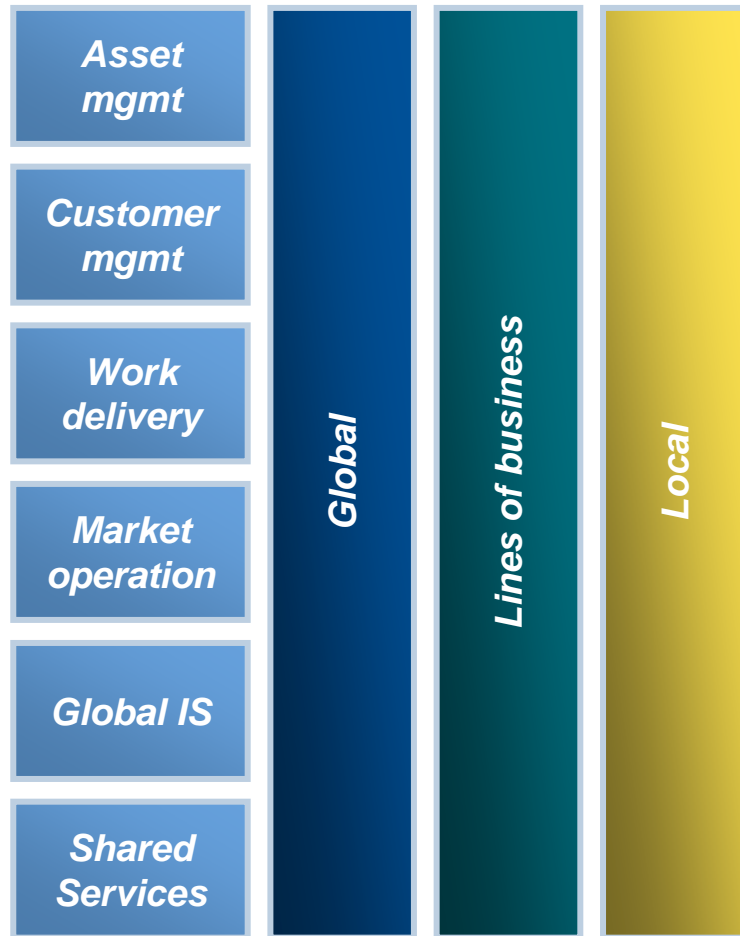 Asset
mgmt
Customer
mgmt
Work
delivery
Market
operation
Global IS
Shared
Services
Global
Lines of business
Local